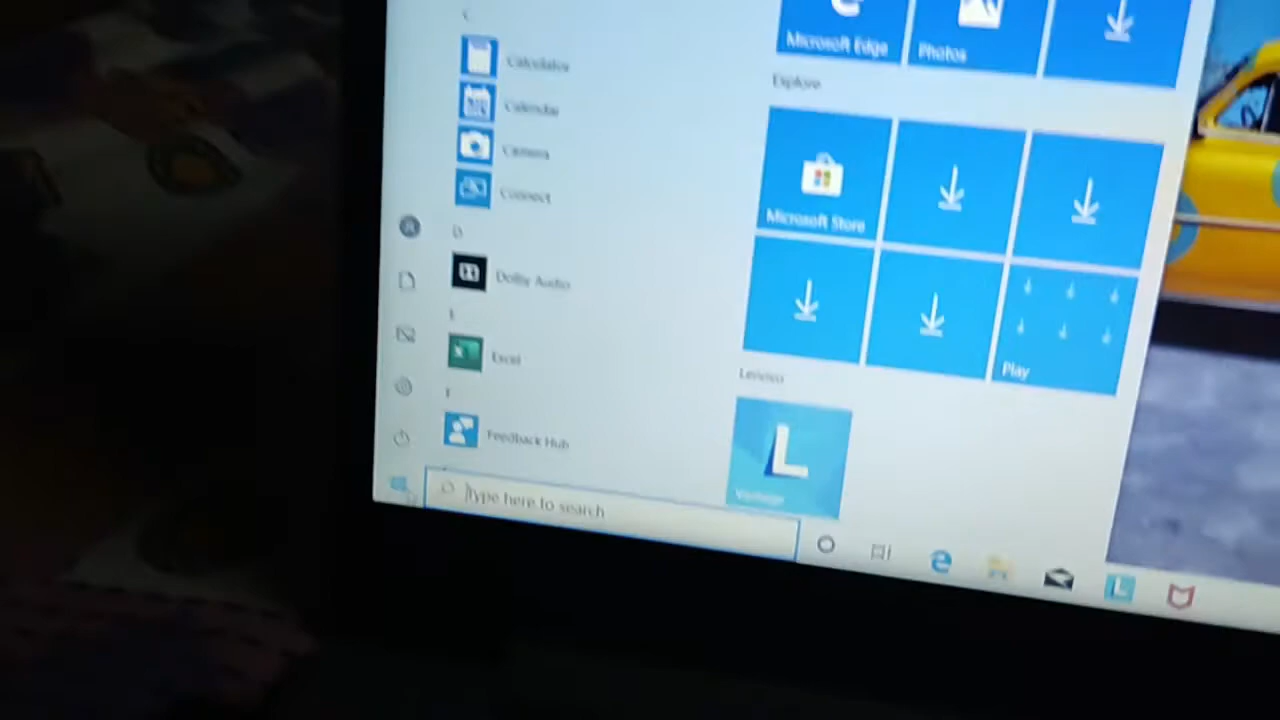 C
Calculator
Calendar
Camera
Connect
D
Dolby Audio
E
Excel
F
Feedback Hub
Type here to search
Microsoft Edge
Photos
Explore
Microsoft Store
Play
Lenovo
L
Vantage
L